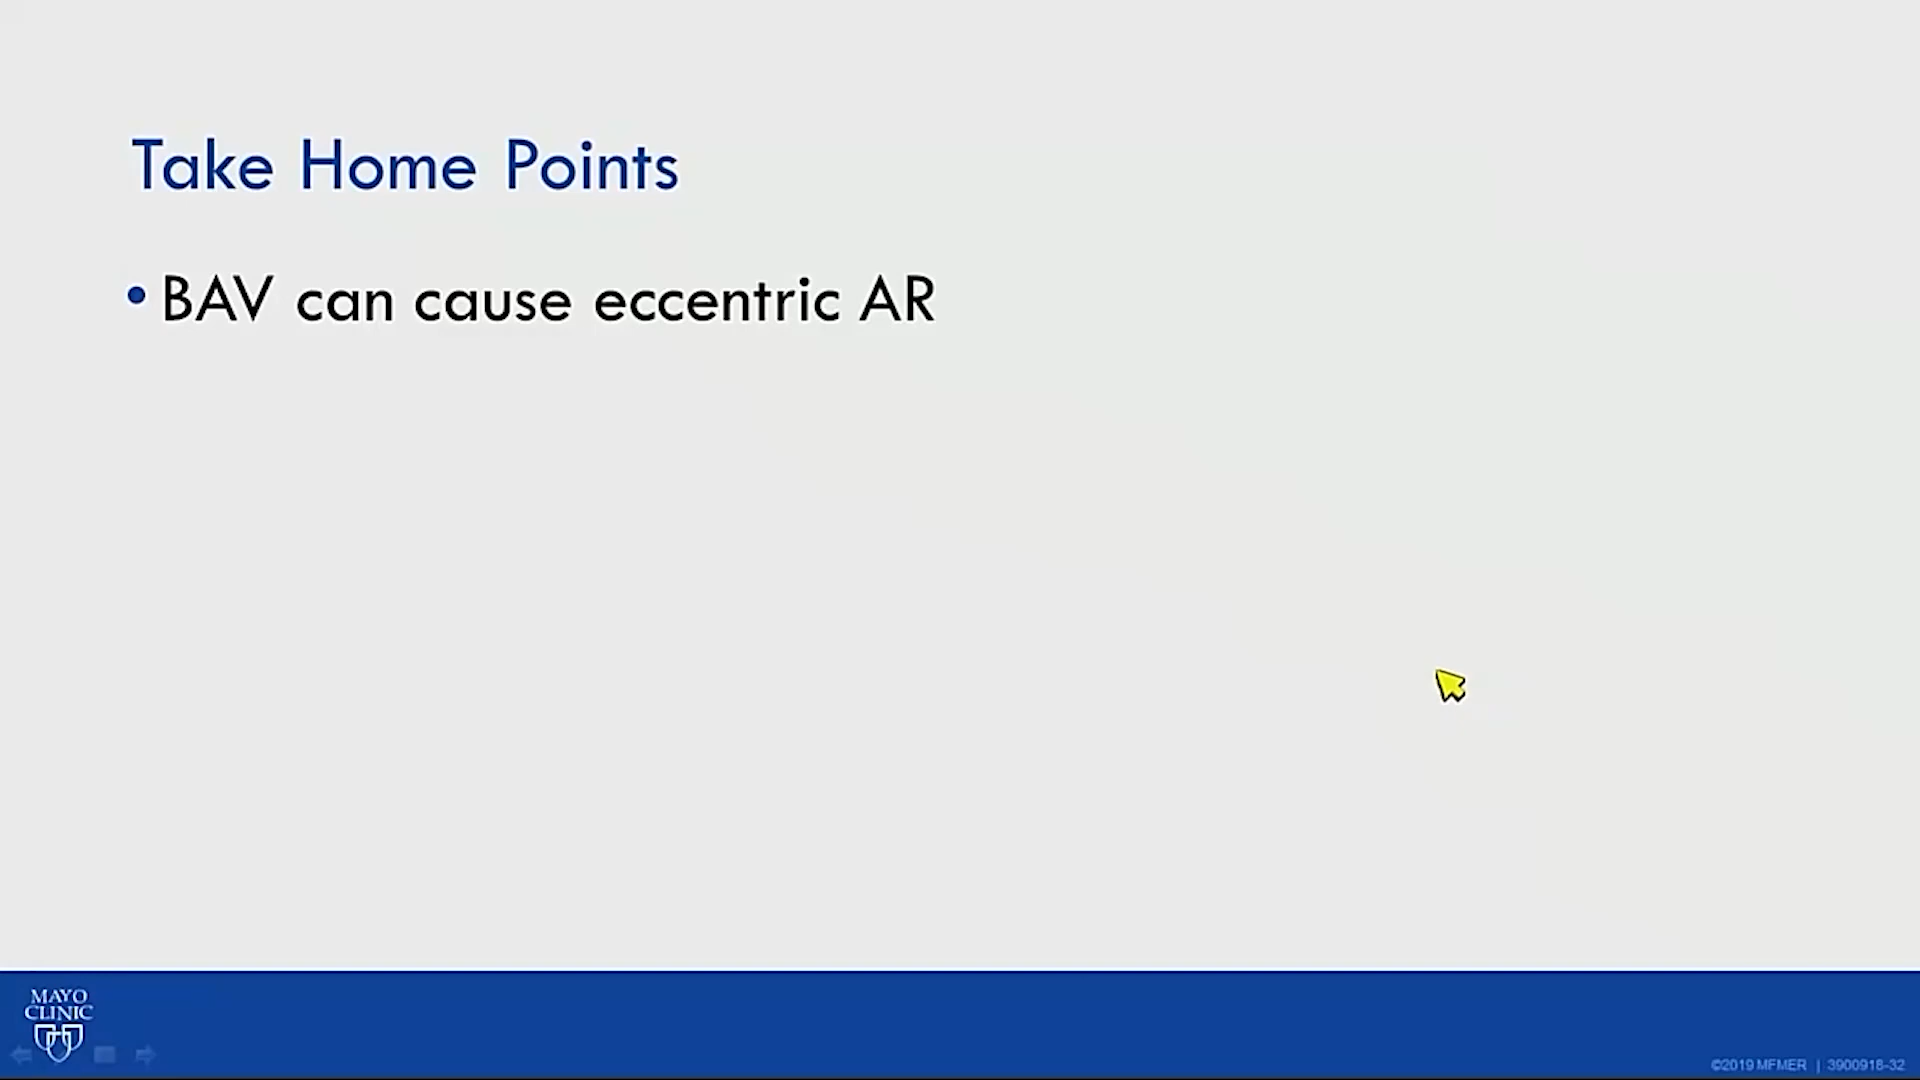 Take Home Points
• BAV can cause eccentric AR
MAYO
CLINIC
©2019 MFMER | 3900918-32